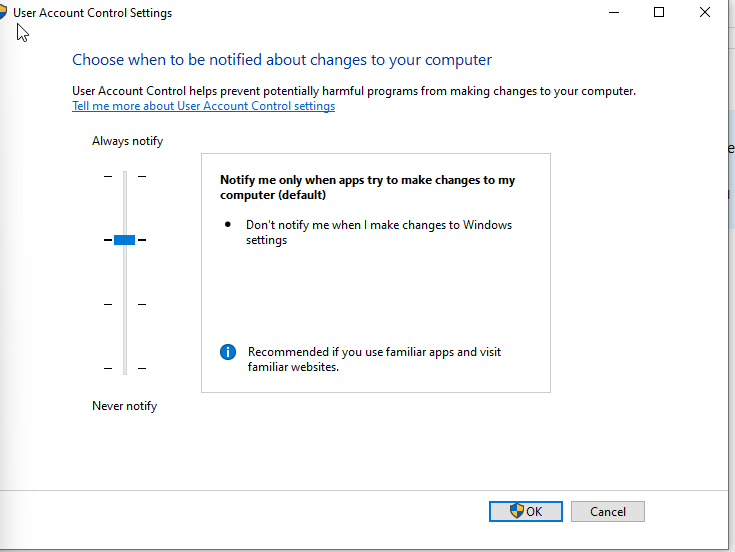 User Account Control Settings
Choose when to be notified about changes to your computer
User Account Control helps prevent potentially harmful programs from making changes to your computer.
Tell me more about User Account Control settings
Always notify
Notify me only when apps try to make changes to my
computer (default)
Don't notify me when I make changes to Windows
settings
Recommended if you use familiar apps and visit
familiar websites.
Never notify
OK
Cancel